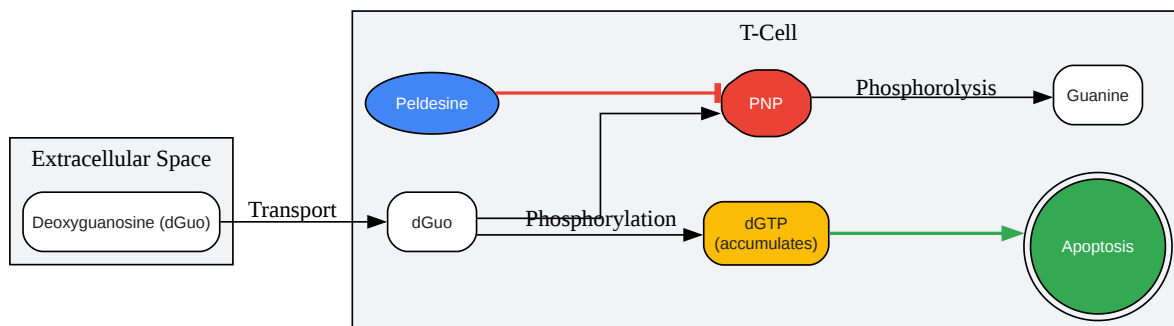 T-Cell
Peldesine
PNP
Phosphorolysis
Guanine
Extracellular Space
Deoxyguanosine (dGuo)
Transport
dGuo
Phosphorylation
dGTP
(accumulates)
Apoptosis